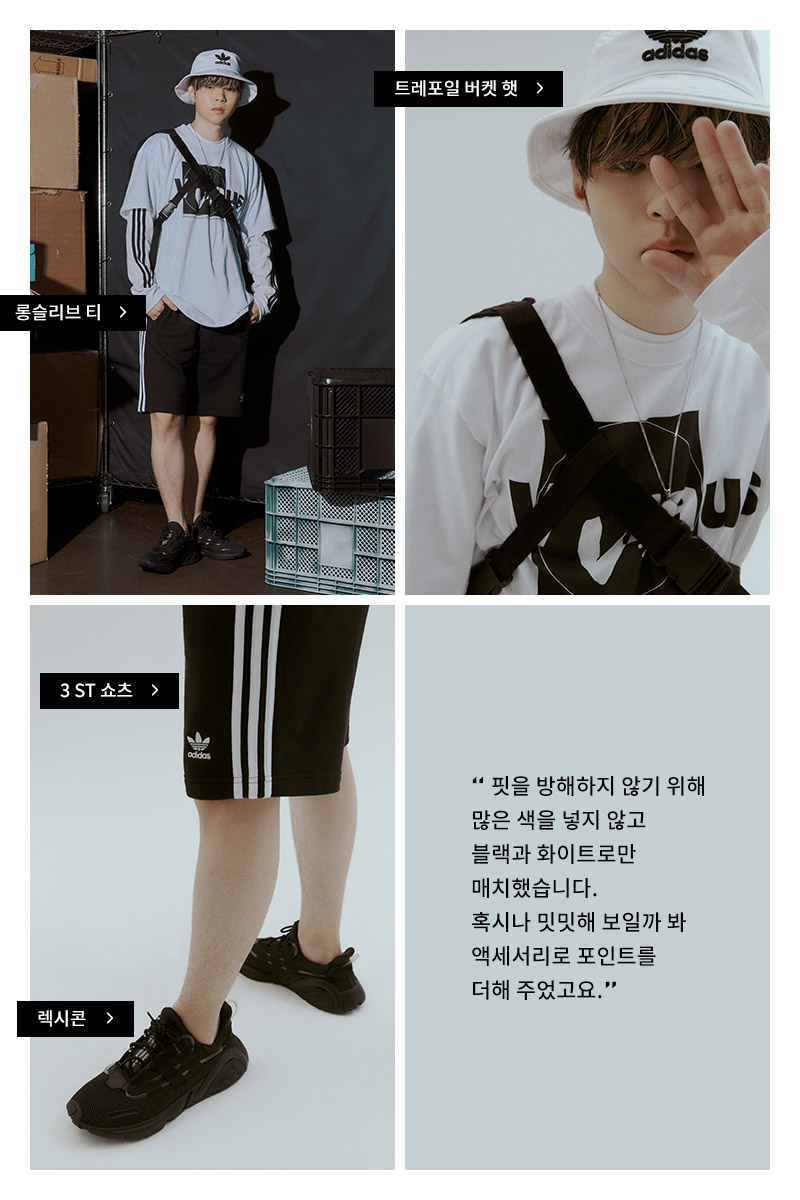 adidas
트레포일 버켓 햇 >
롱슬리브 티 >
us
3 ST 쇼츠 >
adidas
렉시콘 >
“ 핏을 방해하지 않기 위해
많은 색을 넣지 않고
블랙과 화이트로만
매치했습니다.
혹시나 밋밋해 보일까 봐
액세서리로 포인트를
더해 주었고요.”